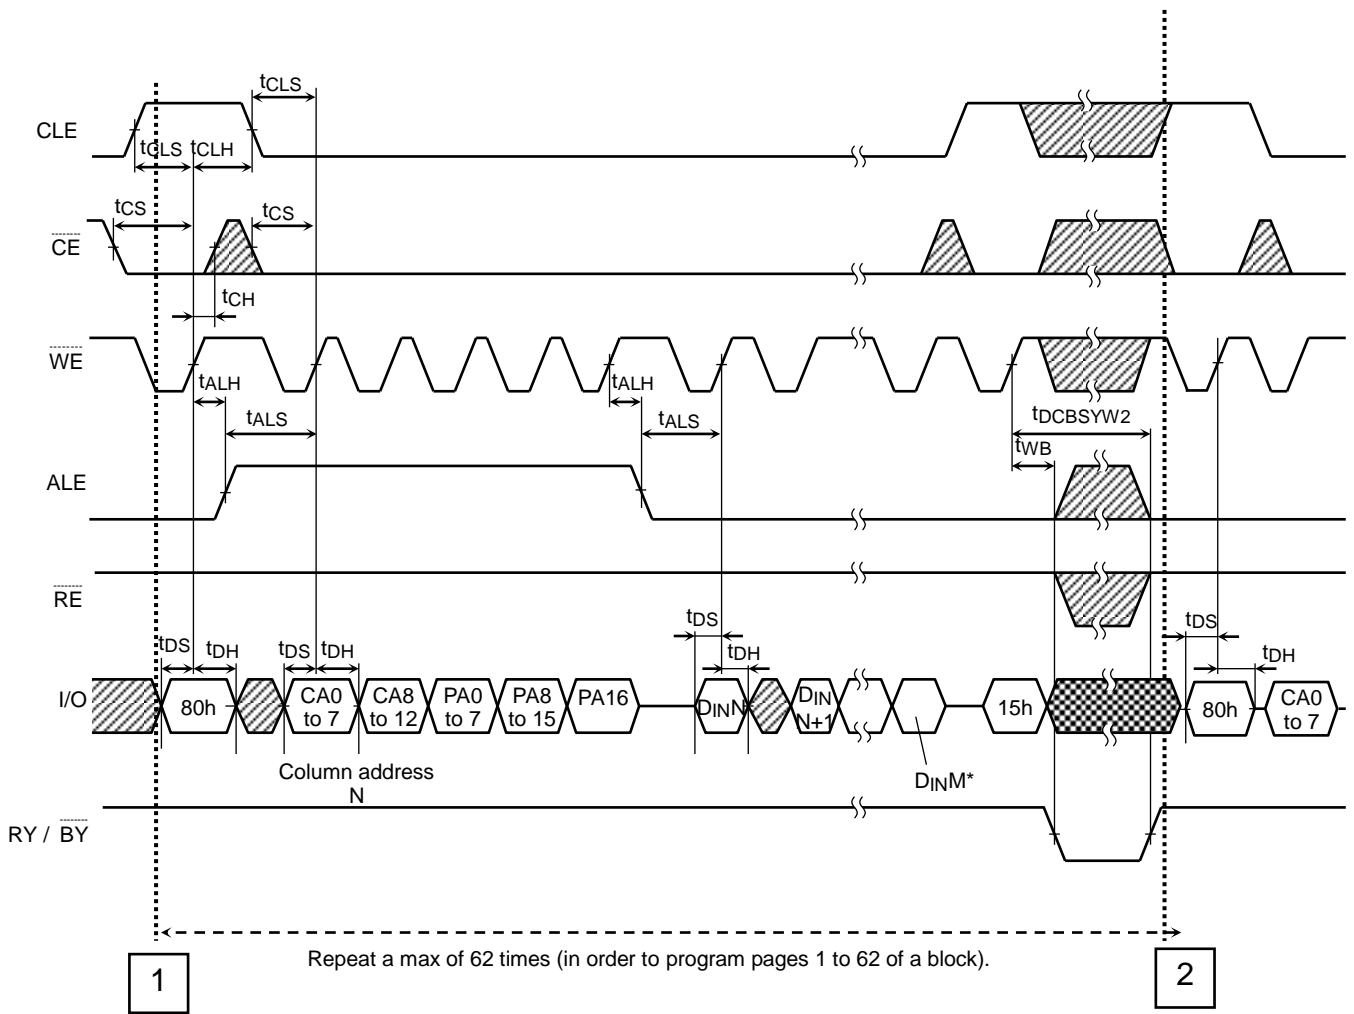 tCLS
CLE
tCLS tCLH
tCS tCS
CE
tCH
WE
tALH tALH
tALS tALS tDCBSYW2
tWB
ALE
RE
tDS tDH tDS tDH tDS tDH tDS tDH
I/O 80h CA0 to 7 CA8 to 12 PA0 to 7 PA8 to 15 PA16 DINN DIN N+1 15h 80h CA0 to 7
Column address
N
DINM*
RY / BY
Repeat a max of 62 times (in order to program pages 1 to 62 of a block).
1 2